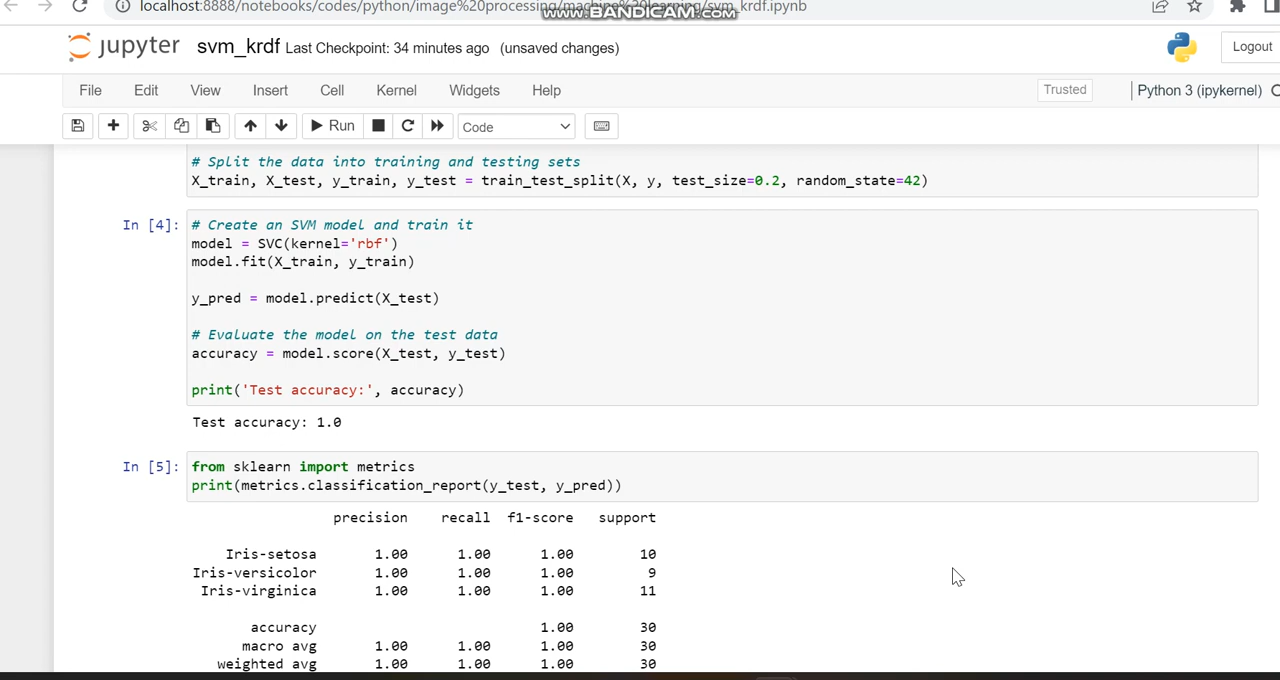 localhost:8888/notebooks/codes/python/image%20processing/machine%20learning/svm_krdf.ipynb
www.BANDICAM.com
jupyter svm_krdf Last Checkpoint: 34 minutes ago (unsaved changes) Logout
File Edit View Insert Cell Kernel Widgets Help Trusted Python 3 (ipykernel)
Run Code
# Split the data into training and testing sets
X_train, X_test, y_train, y_test = train_test_split(X, y, test_size=0.2, random_state=42)
In [4]: # Create an SVM model and train it
model = SVC(kernel='rbf')
model.fit(X_train, y_train)
y_pred = model.predict(X_test)
# Evaluate the model on the test data
accuracy = model.score(X_test, y_test)
print('Test accuracy:', accuracy)
Test accuracy: 1.0
In [5]: from sklearn import metrics
print(metrics.classification_report(y_test, y_pred))
precision recall f1-score support
Iris-setosa 1.00 1.00 1.00 10
Iris-versicolor 1.00 1.00 1.00 9
Iris-virginica 1.00 1.00 1.00 11
accuracy 1.00 30
macro avg 1.00 1.00 1.00 30
weighted avg 1.00 1.00 1.00 30